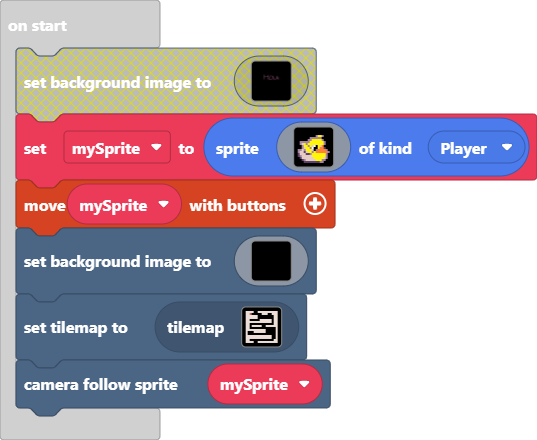 on start
set background image to
set mySprite to sprite of kind Player
move mySprite with buttons
set background image to
set tilemap to tilemap
camera follow sprite mySprite